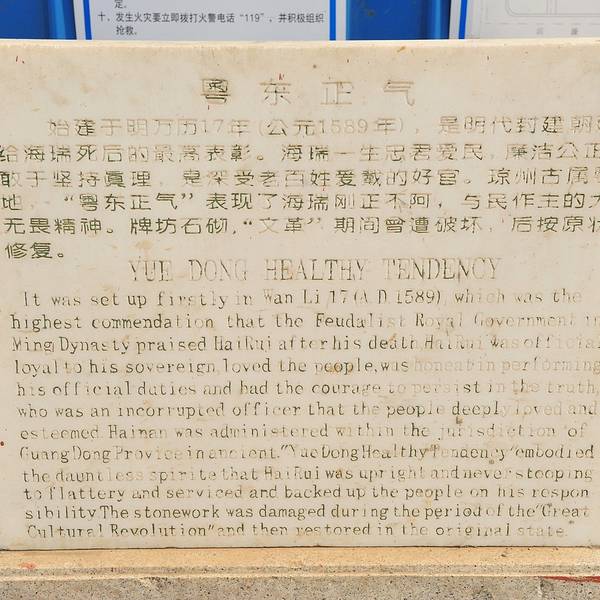 定。
十、发生火灾要立即拨打火警电话“119”，并积极组织
抢救。
粤东正气
始建于明万历17年(公元1589年)，是明代封建朝
给海瑞死后的最高表彰。海瑞一生忠君爱民，廉洁公正
敢于坚持真理，是深受老百姓爱戴的好官。琼州古属粤
地，“粤东正气”表现了海瑞刚正不阿，与民作主的大
无畏精神。牌坊石砌，“文革”期间曾遭破坏，后按原状
修复。
YUE DONG HEALTHY TENDENCY
It was set up firstly in Wan Li 17(A.D.1589), which was the
highest commendation that the Feudalist Royal Government in
Ming Dynasty praised HaiRui after his death HaiRui was official
loyal to his sovereign loved the people,was honeat in performing
his official duties and had the courage to persist in the truth,
who was an incorrupted officer that the people deeply loved and
esteemed. Hainan was administered within the jurisdiction of
GuangDong Provice in ancient."YueDong Healthy Tendency"embodied
the dauntless spirite that HaiRui was upright and never stooping
to flattery and serviced and backed up the people on his respon
sibility The stonework was damaged during the period of the"Great
Cultural Revolution"and then restored in the original state.